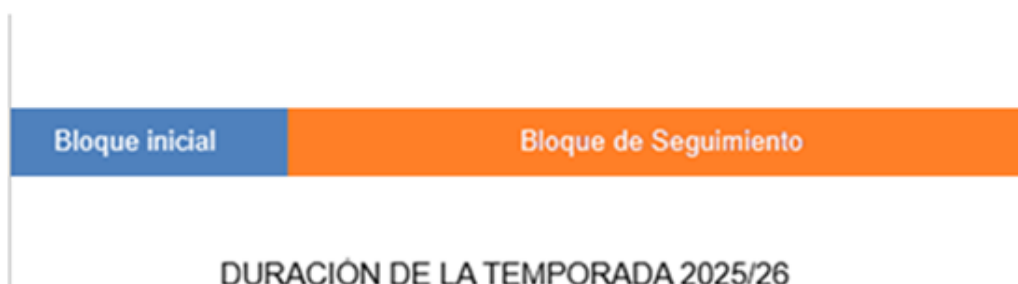 Bloque inicial
Bloque de Seguimiento
DURACIÓN DE LA TEMPORADA 2025/26